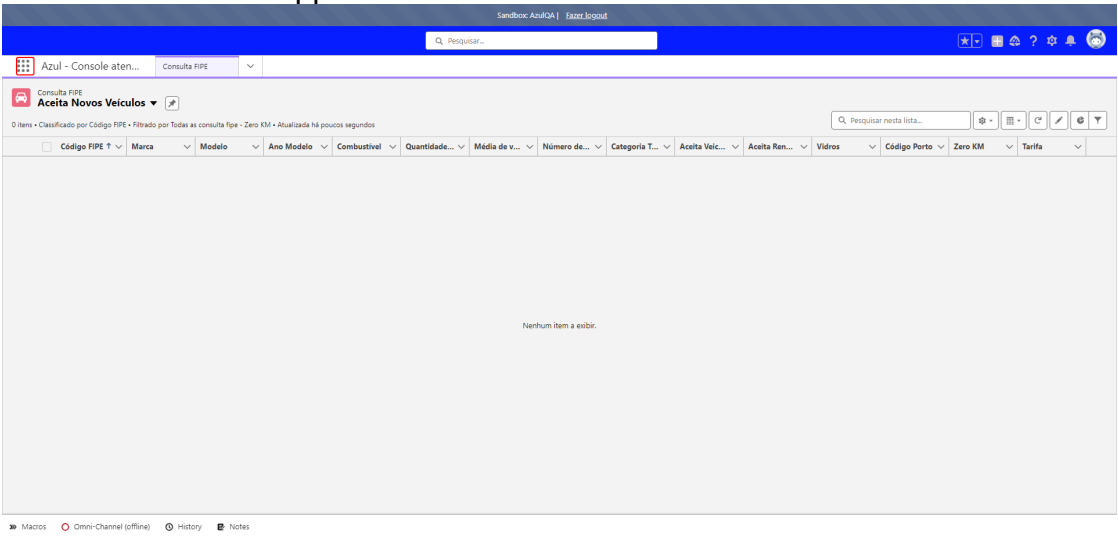 Sandbox: AzulQA | Fazer logout
Pesquisar...
Azul - Console aten... Consulta FIPE
Consulta FIPE
Aceita Novos Veículos
0 itens • Classificado por Código FIPE • Filtrado por Todas as consulta fipe - Zero KM • Atualizada há poucos segundos
Pesquisar nesta lista...
Código FIPE ↑ Marca Modelo Ano Modelo Combustível Quantidade... Média de v... Número de... Categoria T... Aceita Veic... Aceita Ren... Vidros Código Porto Zero KM Tarifa
Nenhum item a exibir.
Macros Omni-Channel (offline) History Notes